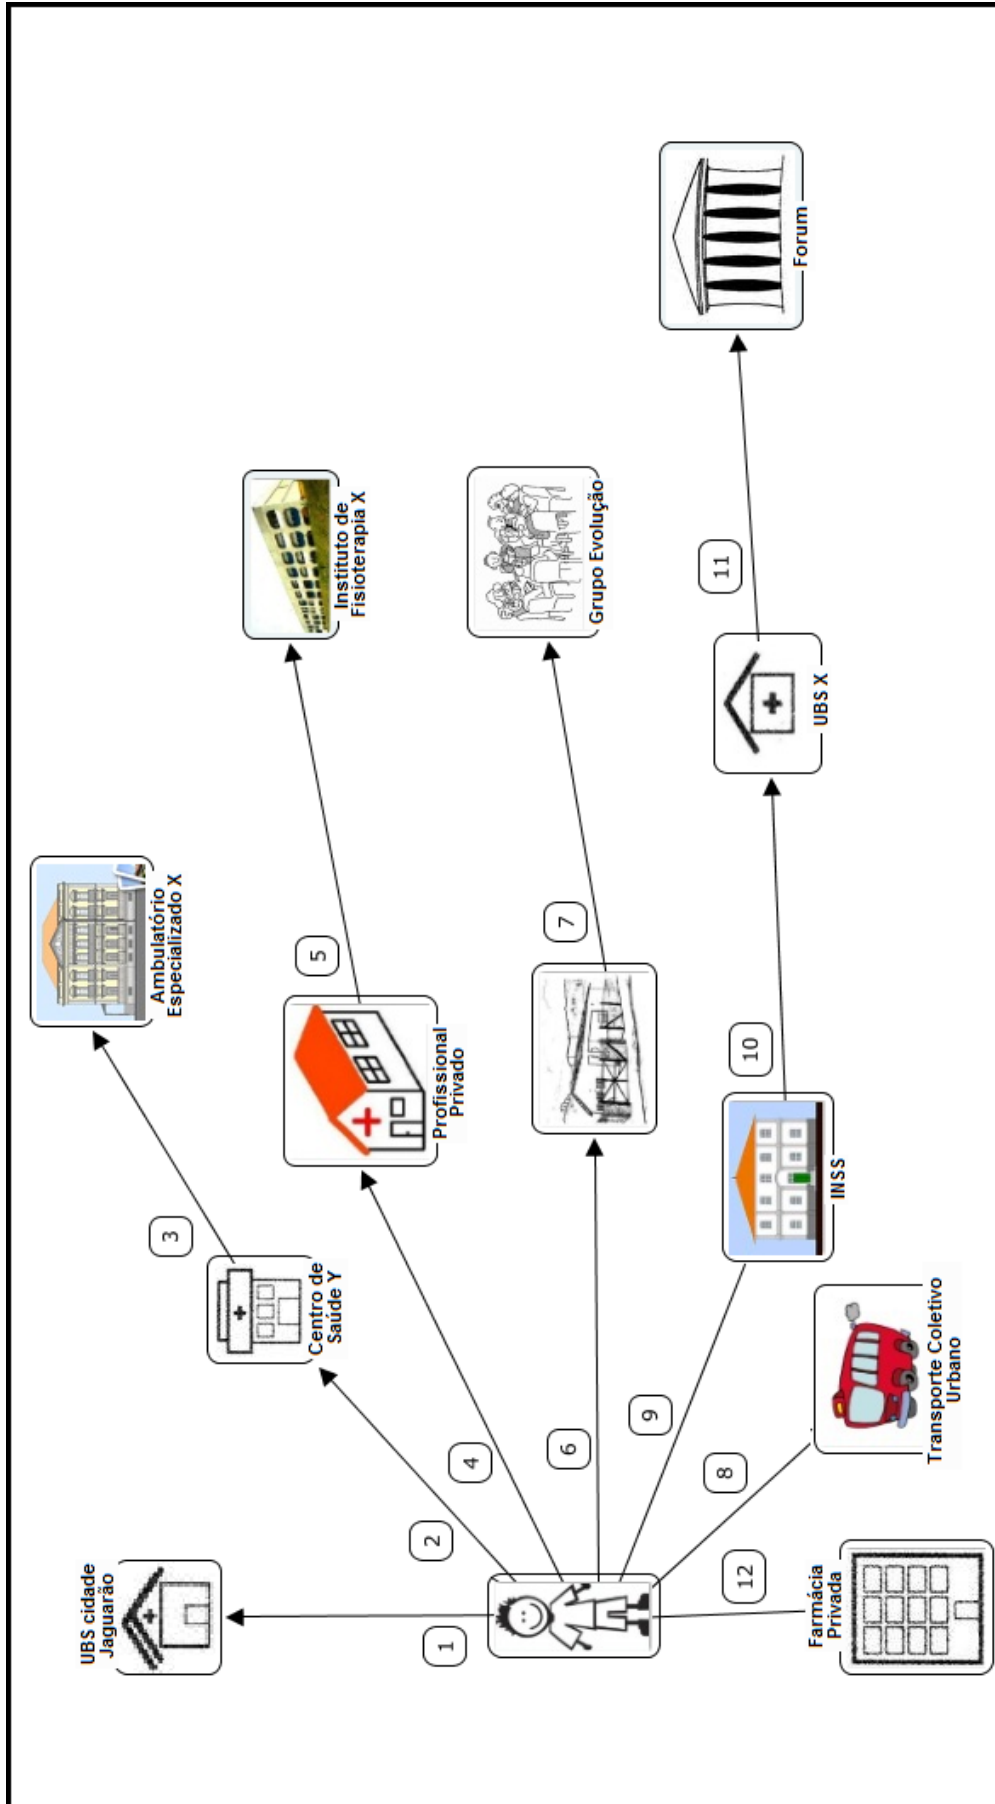 UBS cidade
Jaguarão
1
2
Centro de
Saúde Y
3
Ambulatório
Especializado X
4
Profissional
Privado
5
Instituto de
Fisioterapia X
6
7
Grupo Evolução
9
INSS
10
UBS X
11
Forum
8
Transporte Coletivo
Urbano
12
Farmácia
Privada